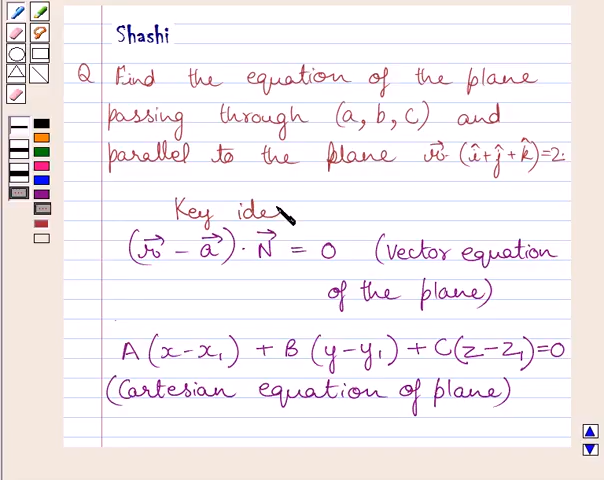 Shashi
Q Find the equation of the plane
passing through (a, b, c) and
parallel to the plane r⃗ (î+ĵ+k̂)=2.
Key ide
(r⃗ - a⃗) · N⃗ = 0 (Vector equation
of the plane)
A(x-x₁) + B(y-y₁) + C(z-z₁)=0
(Cartesian equation of plane)